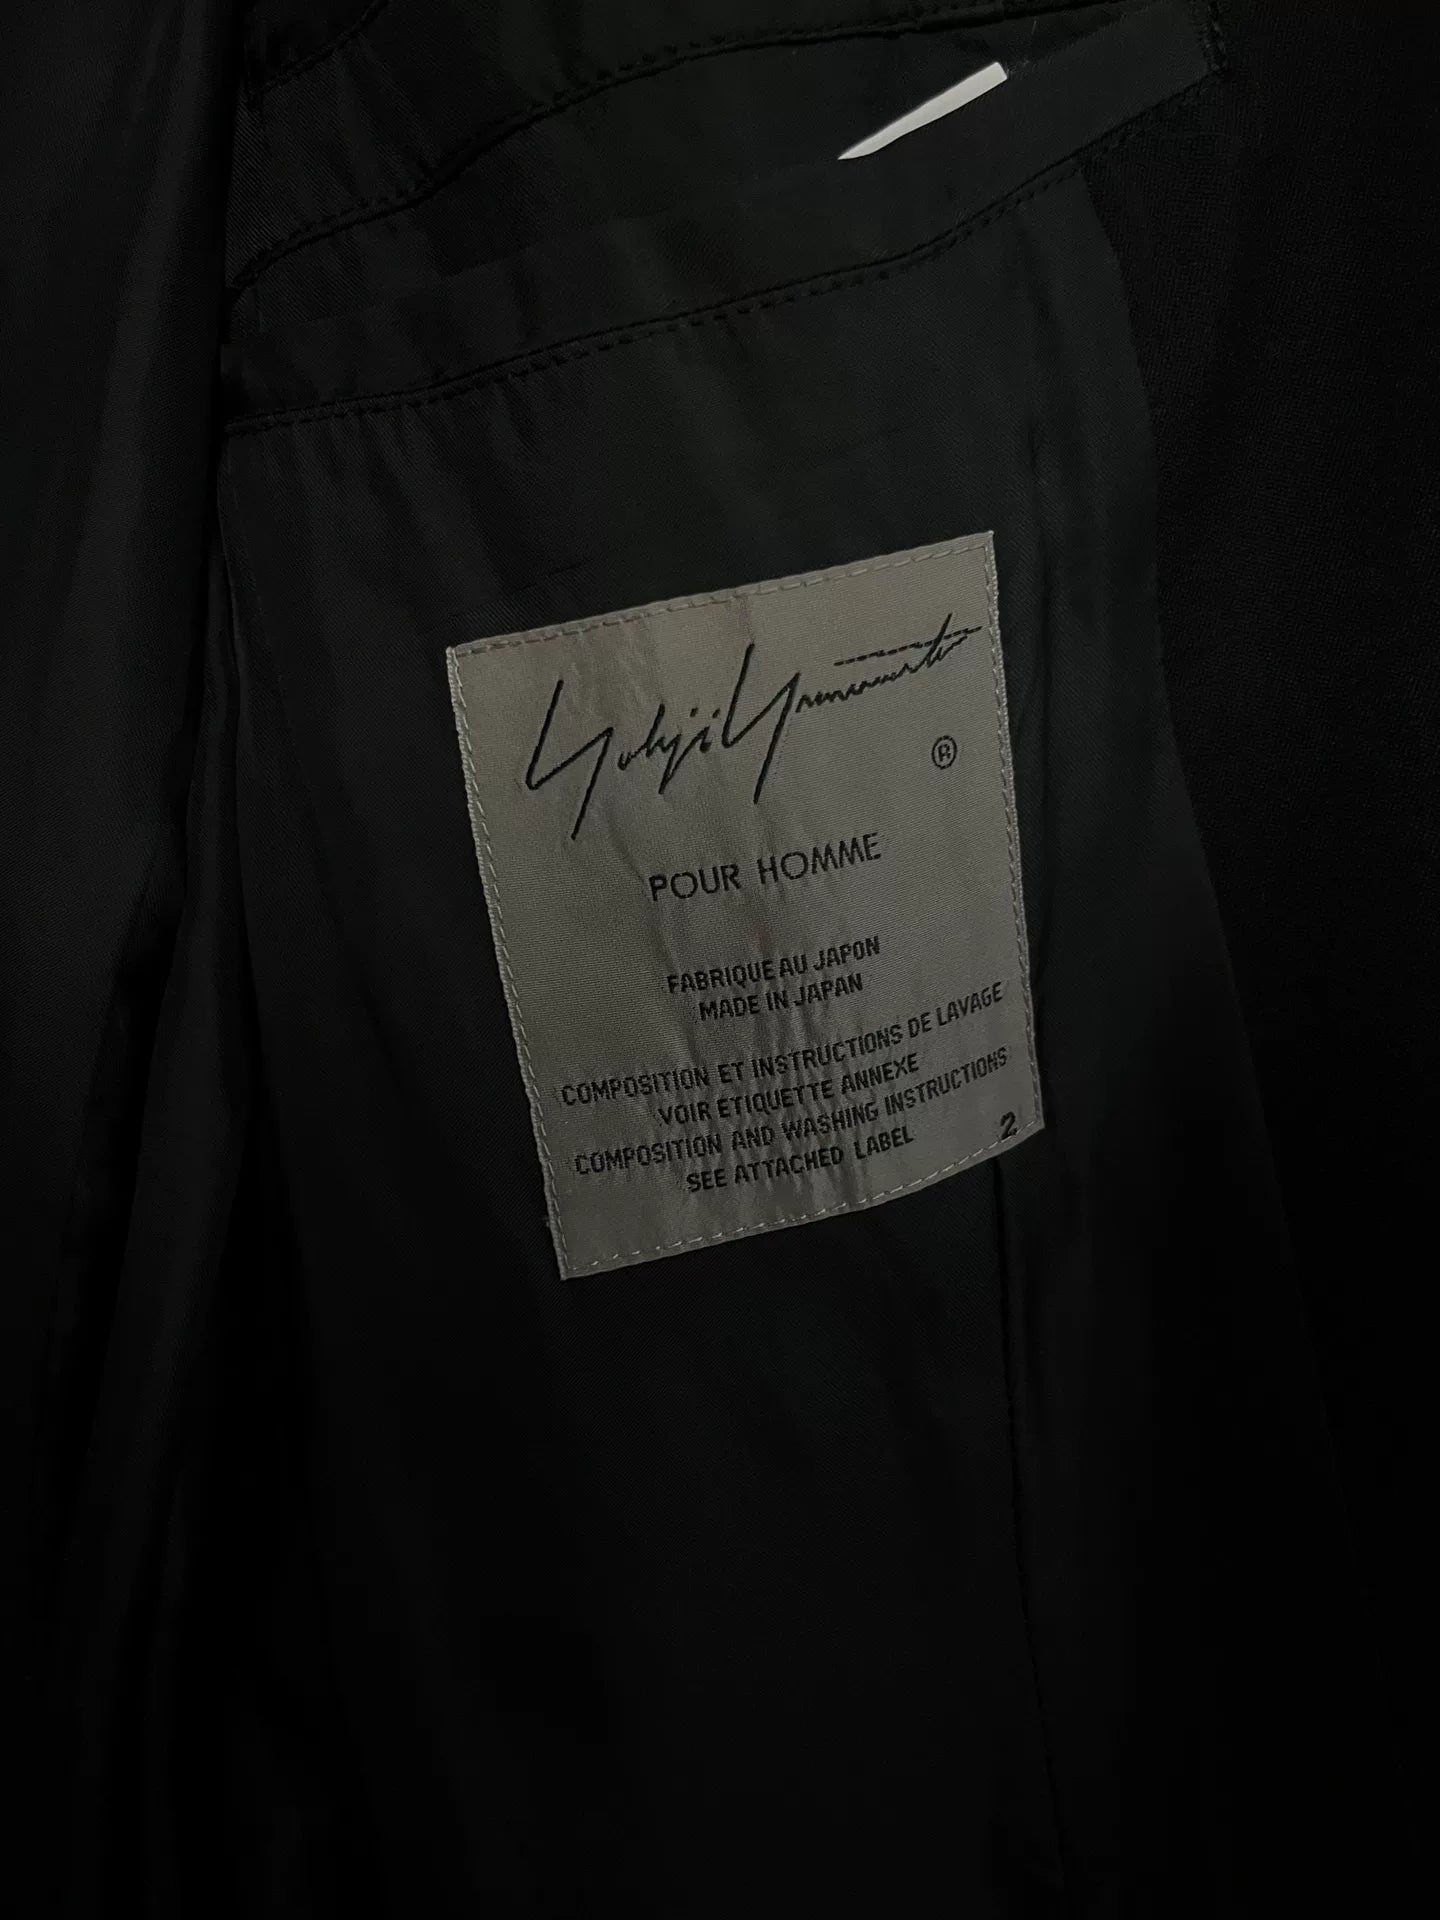 Yohji Yamamoto
®
POUR HOMME
FABRIQUE AU JAPON
MADE IN JAPAN
COMPOSITION ET INSTRUCTIONS DE LAVAGE
VOIR ETIQUETTE ANNEXE
COMPOSITION AND WASHING INSTRUCTIONS
SEE ATTACHED LABEL
2